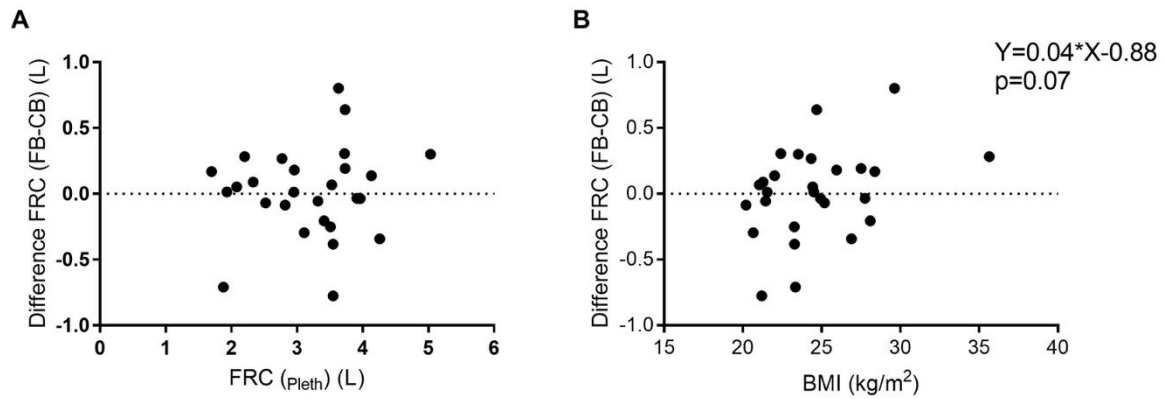 A
Difference FRC (FB-CB) (L)
1.0
0.5
0.0
-0.5
-1.0
0 1 2 3 4 5 6
FRC (Pleth) (L)
B
Y=0.04*X-0.88
p=0.07
Difference FRC (FB-CB) (L)
1.0
0.5
0.0
-0.5
-1.0
15 20 25 30 35 40
BMI (kg/m²)